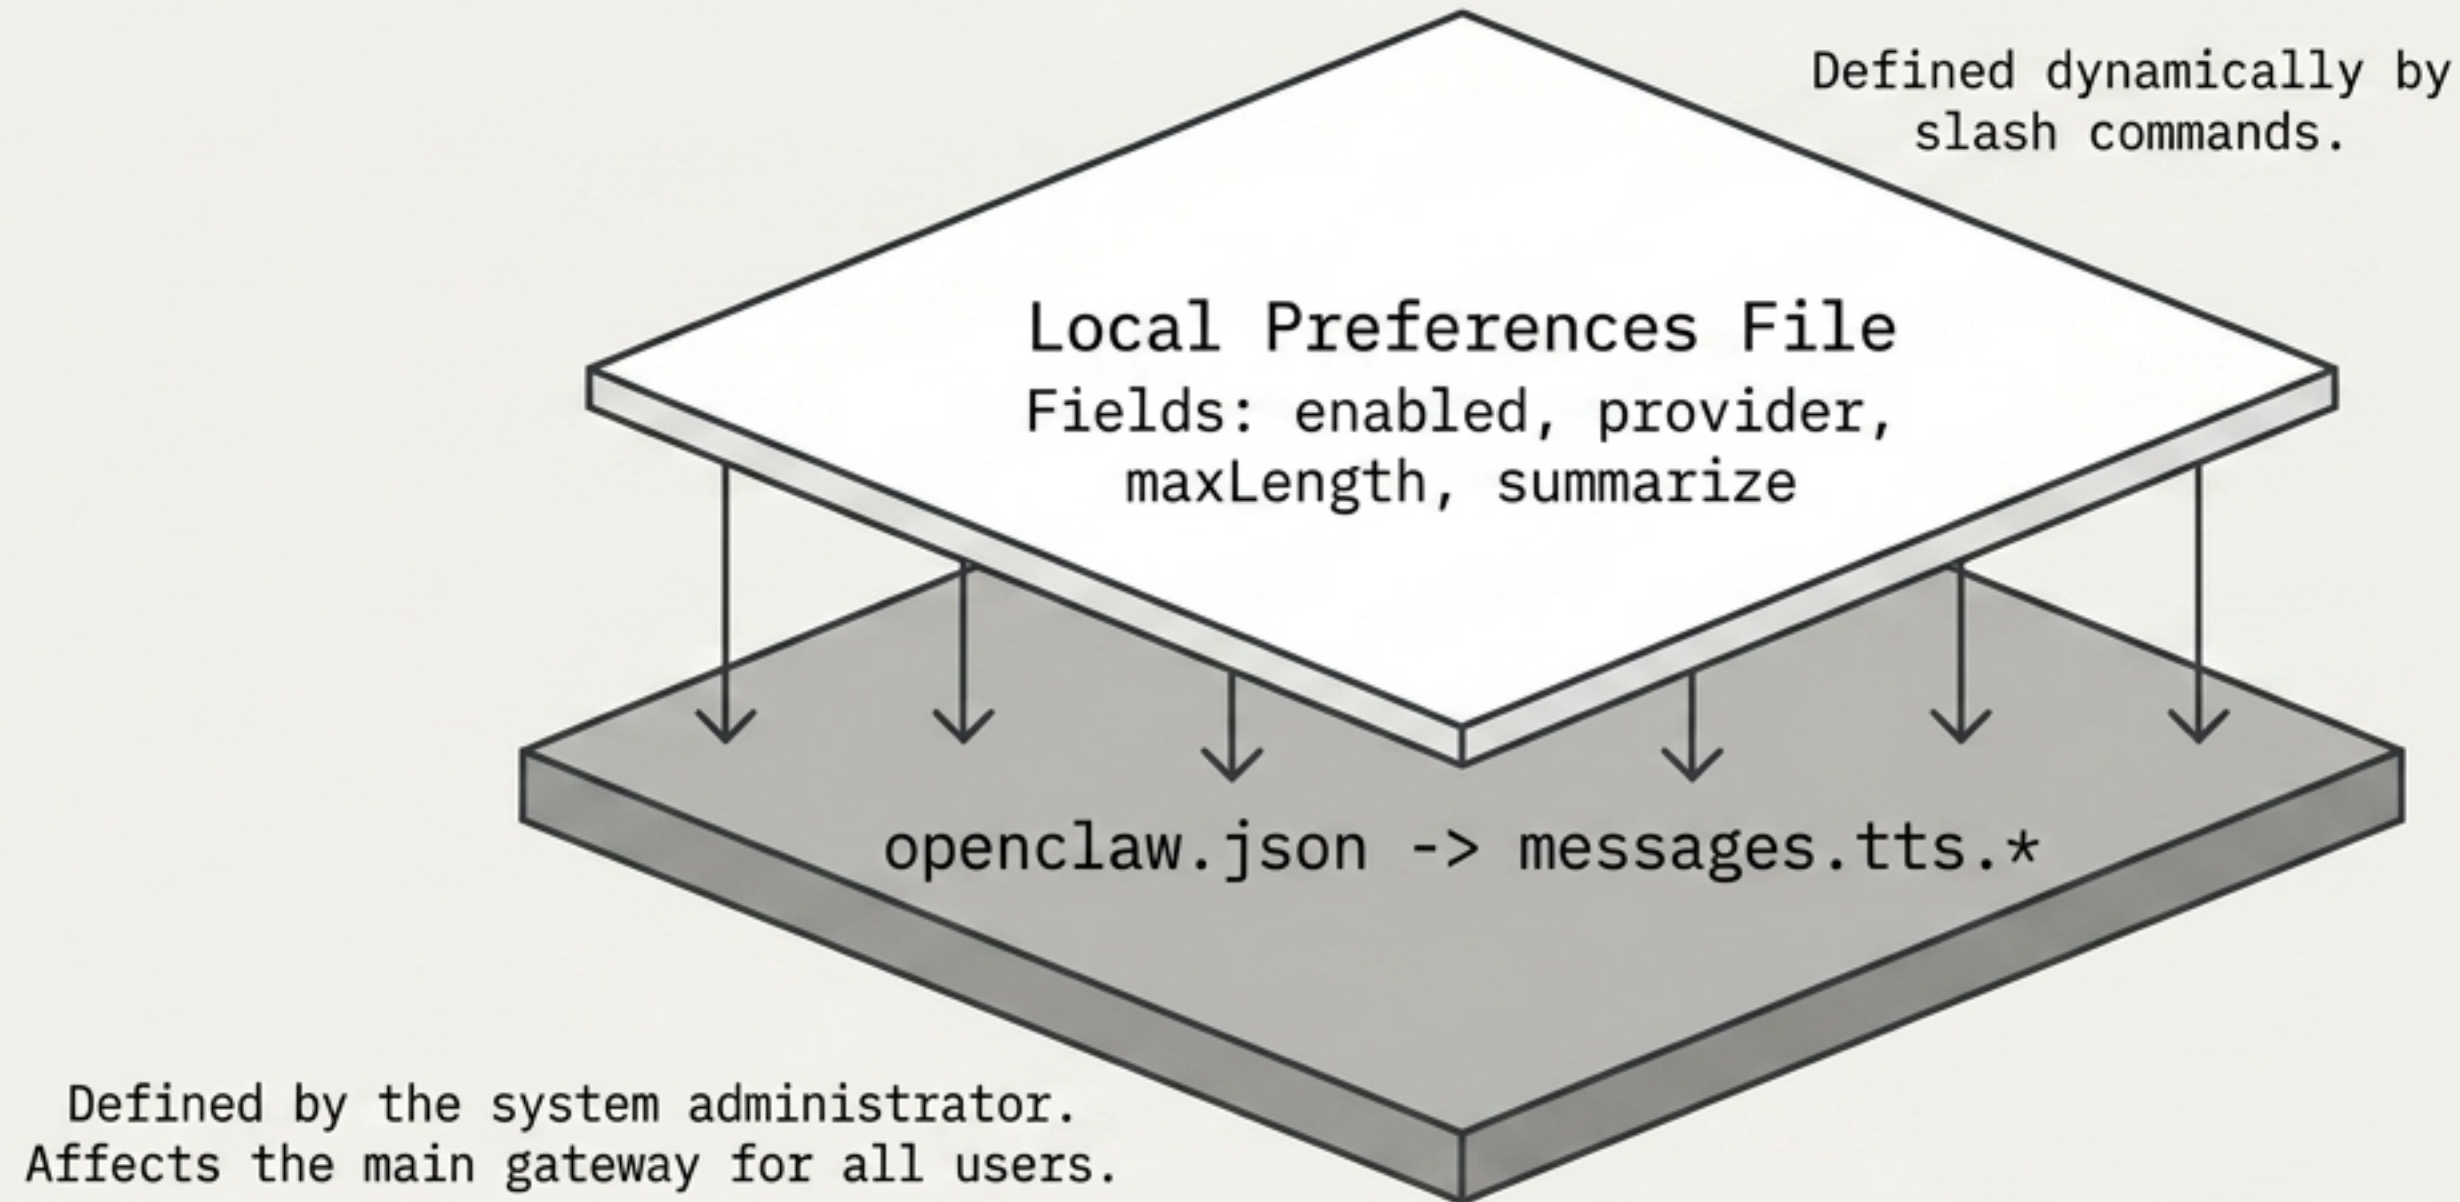 Defined dynamically by
slash commands.
Local Preferences File
Fields: enabled, provider,
maxLength, summarize
openclaw.json -> messages.tts.*
Defined by the system administrator.
Affects the main gateway for all users.